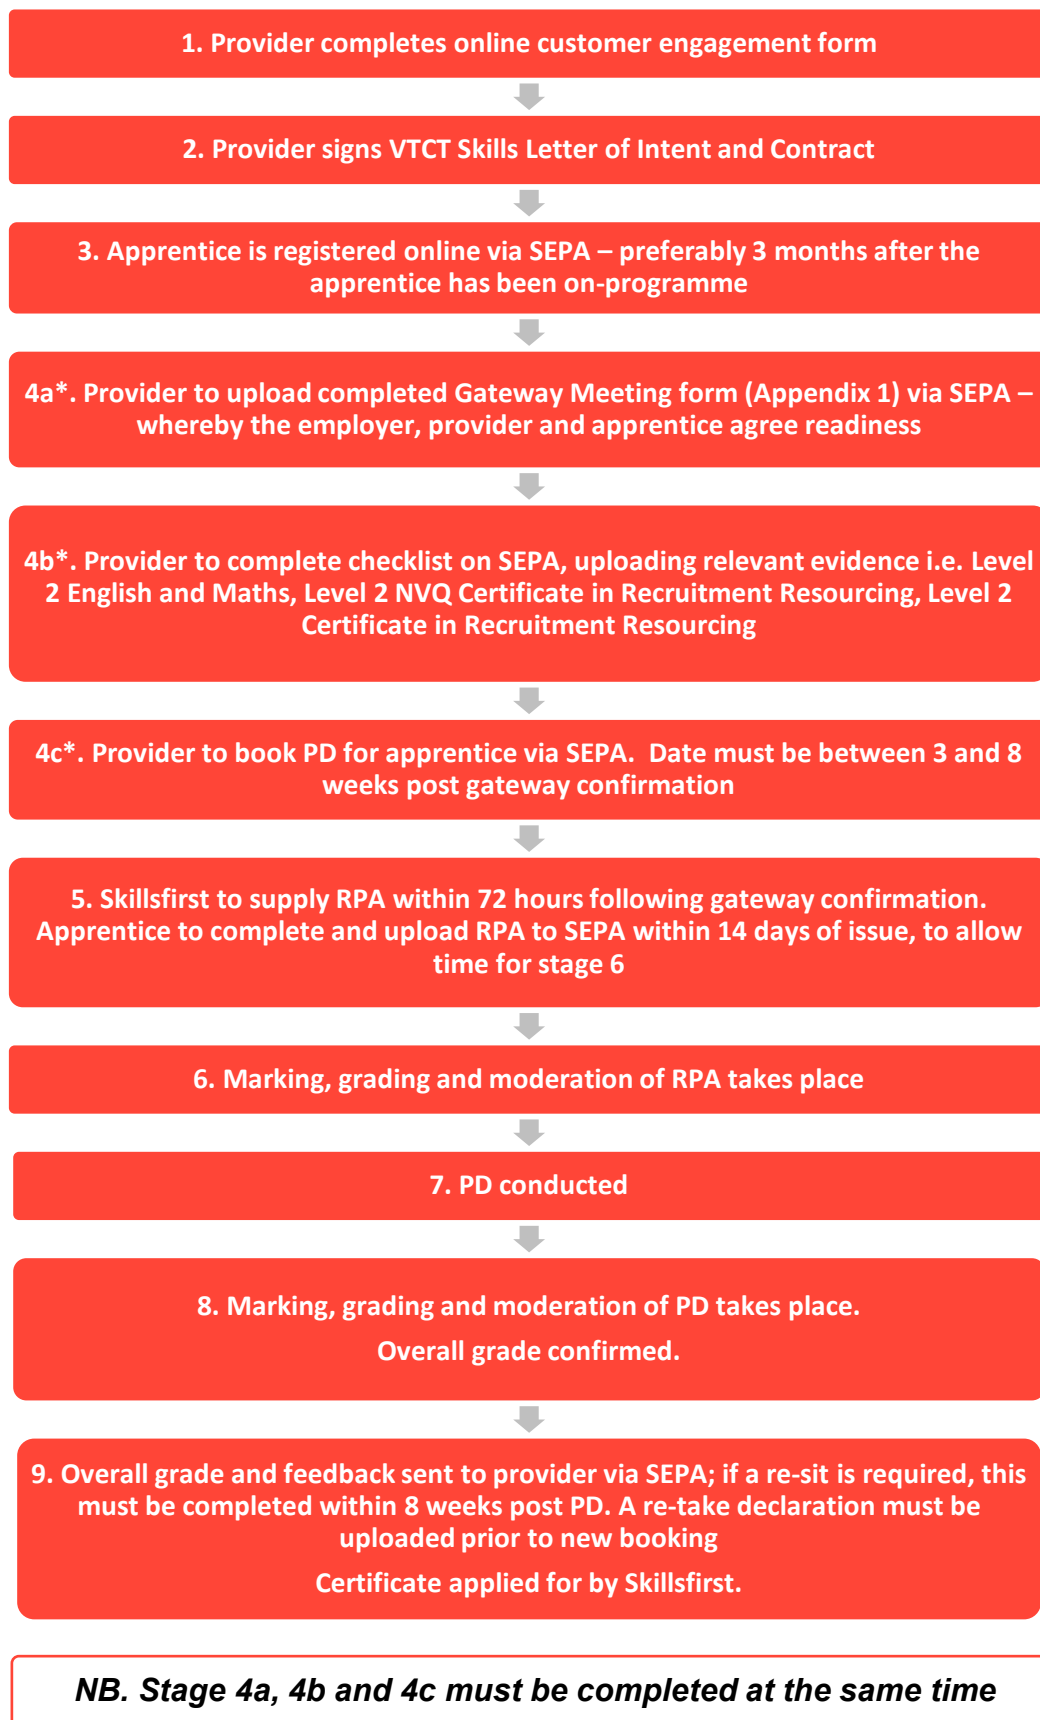 1. Provider completes online customer engagement form
2. Provider signs VTCT Skills Letter of Intent and Contract
3. Apprentice is registered online via SEPA – preferably 3 months after the
apprentice has been on-programme
4a*. Provider to upload completed Gateway Meeting form (Appendix 1) via SEPA –
whereby the employer, provider and apprentice agree readiness
4b*. Provider to complete checklist on SEPA, uploading relevant evidence i.e. Level
2 English and Maths, Level 2 NVQ Certificate in Recruitment Resourcing, Level 2
Certificate in Recruitment Resourcing
4c*. Provider to book PD for apprentice via SEPA.  Date must be between 3 and 8
weeks post gateway confirmation
5. Skillsfirst to supply RPA within 72 hours following gateway confirmation.
Apprentice to complete and upload RPA to SEPA within 14 days of issue, to allow
time for stage 6
6. Marking, grading and moderation of RPA takes place
7. PD conducted
8. Marking, grading and moderation of PD takes place.
Overall grade confirmed.
9. Overall grade and feedback sent to provider via SEPA; if a re-sit is required, this
must be completed within 8 weeks post PD. A re-take declaration must be
uploaded prior to new booking
Certificate applied for by Skillsfirst.
NB. Stage 4a, 4b and 4c must be completed at the same time